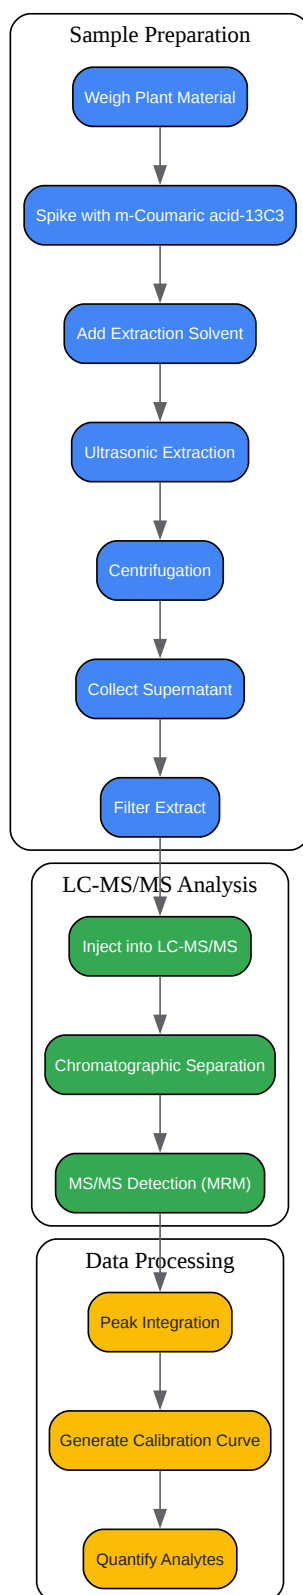 Sample Preparation
Weigh Plant Material
Spike with m-Coumaric acid-13C3
Add Extraction Solvent
Ultrasonic Extraction
Centrifugation
Collect Supernatant
Filter Extract
LC-MS/MS Analysis
Inject into LC-MS/MS
Chromatographic Separation
MS/MS Detection (MRM)
Data Processing
Peak Integration
Generate Calibration Curve
Quantify Analytes